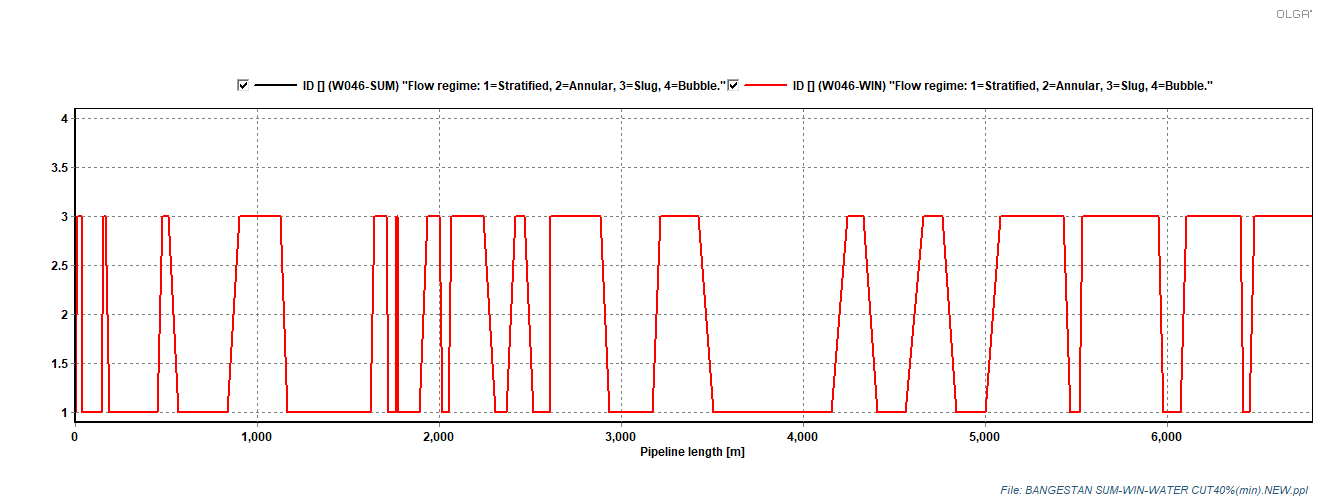 OLGA
ID [] (W046-SUM) "Flow regime: 1=Stratified, 2=Annular, 3=Slug, 4=Bubble." ID [] (W046-WIN) "Flow regime: 1=Stratified, 2=Annular, 3=Slug, 4=Bubble."
4
3.5
3
2.5
2
1.5
1
0 1,000 2,000 3,000 4,000 5,000 6,000
Pipeline length [m]
File: BANGESTAN SUM-WIN-WATER CUT40%(min).NEW.ppl